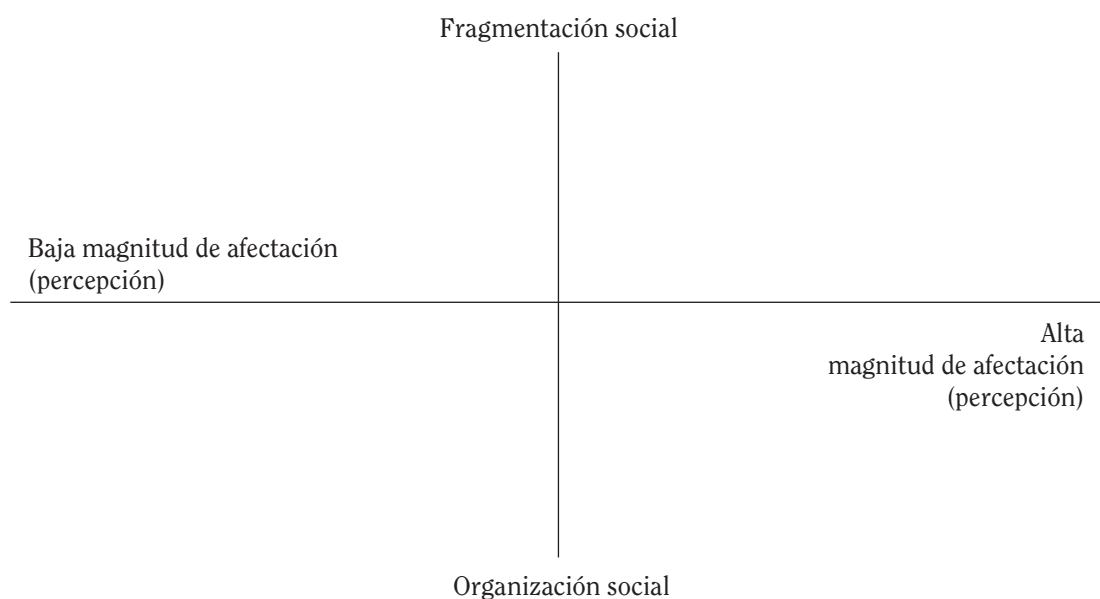 Fragmentación social
Baja magnitud de afectación
(percepción)
Alta
magnitud de afectación
(percepción)
Organización social